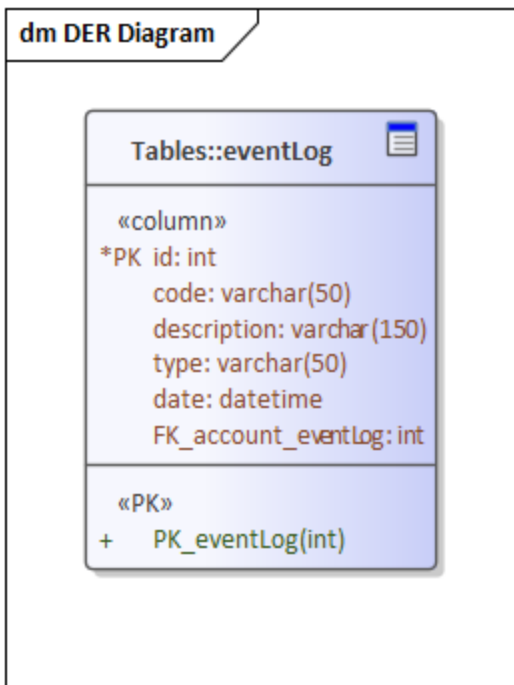 dm DER Diagram
Tables::eventLog
«column»
*PK id: int
code: varchar(50)
description: varchar(150)
type: varchar(50)
date: datetime
FK_account_eventLog: int
«PK»
+ PK_eventLog(int)